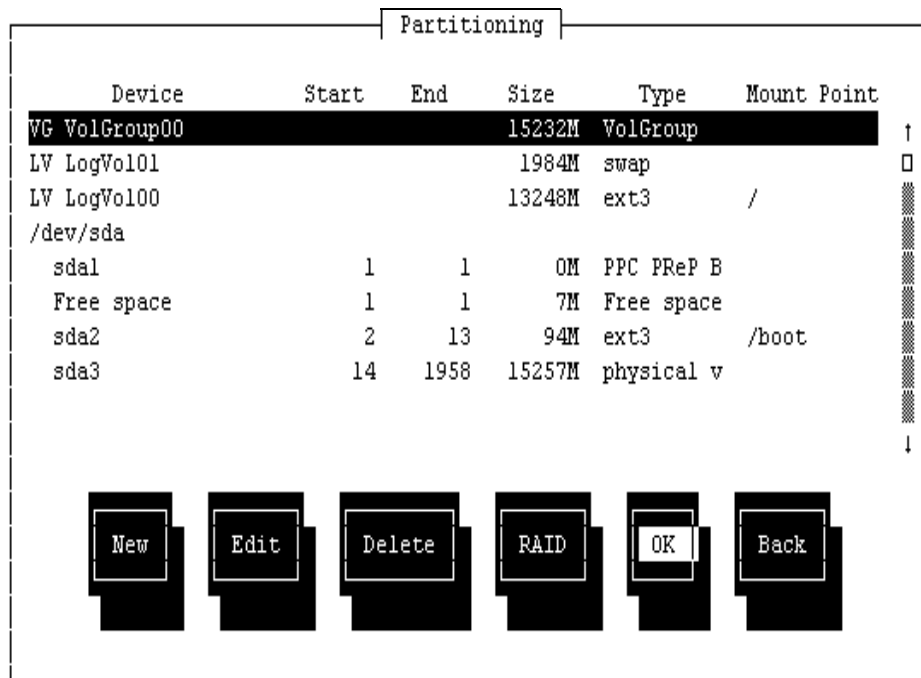 Partitioning
Device Start End Size Type Mount Point
VG VolGroup00 15232M VolGroup
LV LogVol01 1984M swap
LV LogVol00 13248M ext3 /
/dev/sda
sda1 1 1 0M PPC PReP B
Free space 1 1 7M Free space
sda2 2 13 94M ext3 /boot
sda3 14 1958 15257M physical v
New Edit Delete RAID OK Back